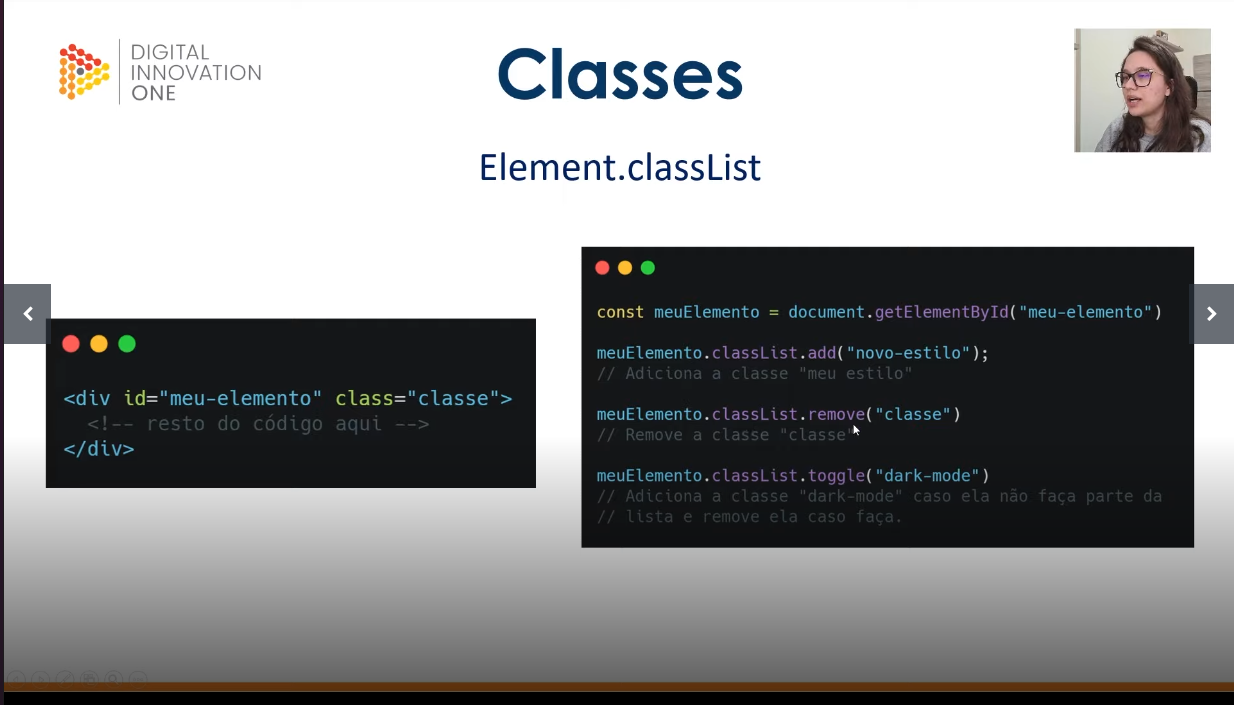 DIGITAL
INNOVATION
ONE
Classes
Element.classList
<div id="meu-elemento" class="classe">
<!-- resto do código aqui -->
</div>
const meuElemento = document.getElementById("meu-elemento")
meuElemento.classList.add("novo-estilo");
// Adiciona a classe "meu estilo"
meuElemento.classList.remove("classe")
// Remove a classe "classe"
meuElemento.classList.toggle("dark-mode")
// Adiciona a classe "dark-mode" caso ela não faça parte da
// lista e remove ela caso faça.